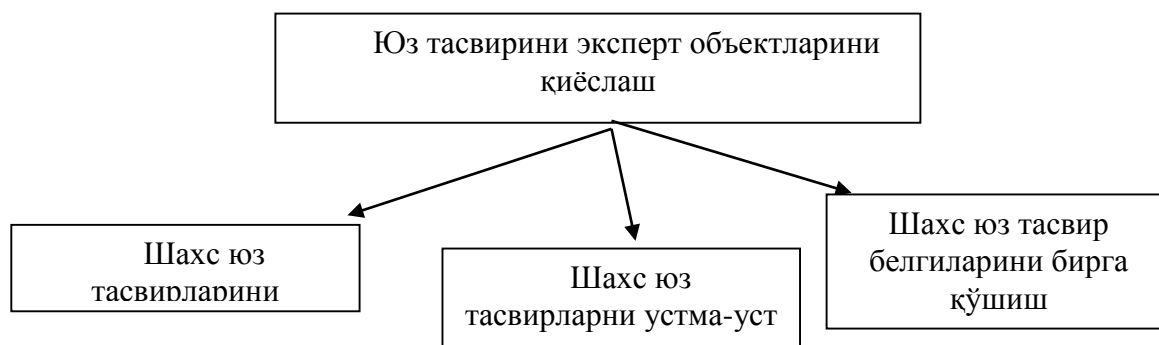 Юз тасвирини эксперт объектларини
қиёслаш
Шахс юз
тасвирларини
Шахс юз
тасвирларни устма-уст
Шахс юз тасвир
белгиларини бирга
қўшиш